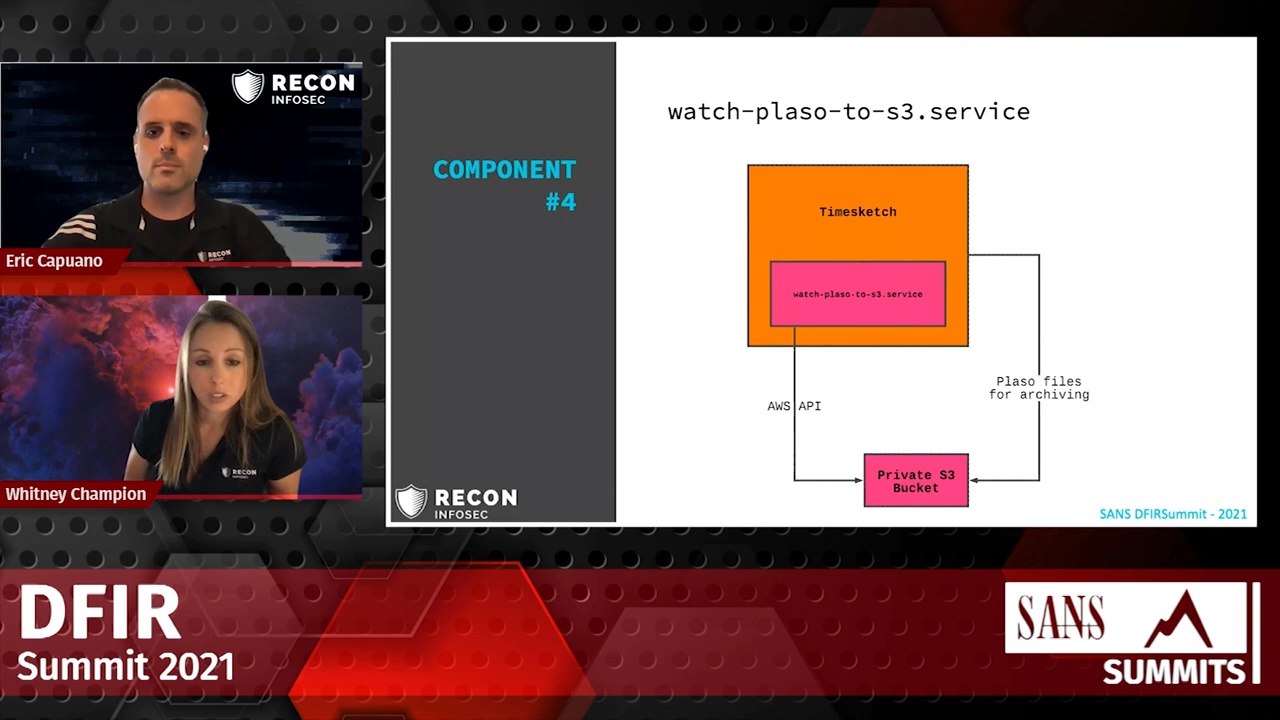 RECON
INFOSEC
RECON
Eric Capuano
RECON
Whitney Champion
COMPONENT
#4
RECON
INFOSEC
watch-plaso-to-s3.service
Timesketch
watch-plaso-to-s3.service
AWS API
Plaso files
for archiving
Private S3
Bucket
SANS DFIRSummit - 2021
DFIR
Summit 2021
SANS
SUMMITS